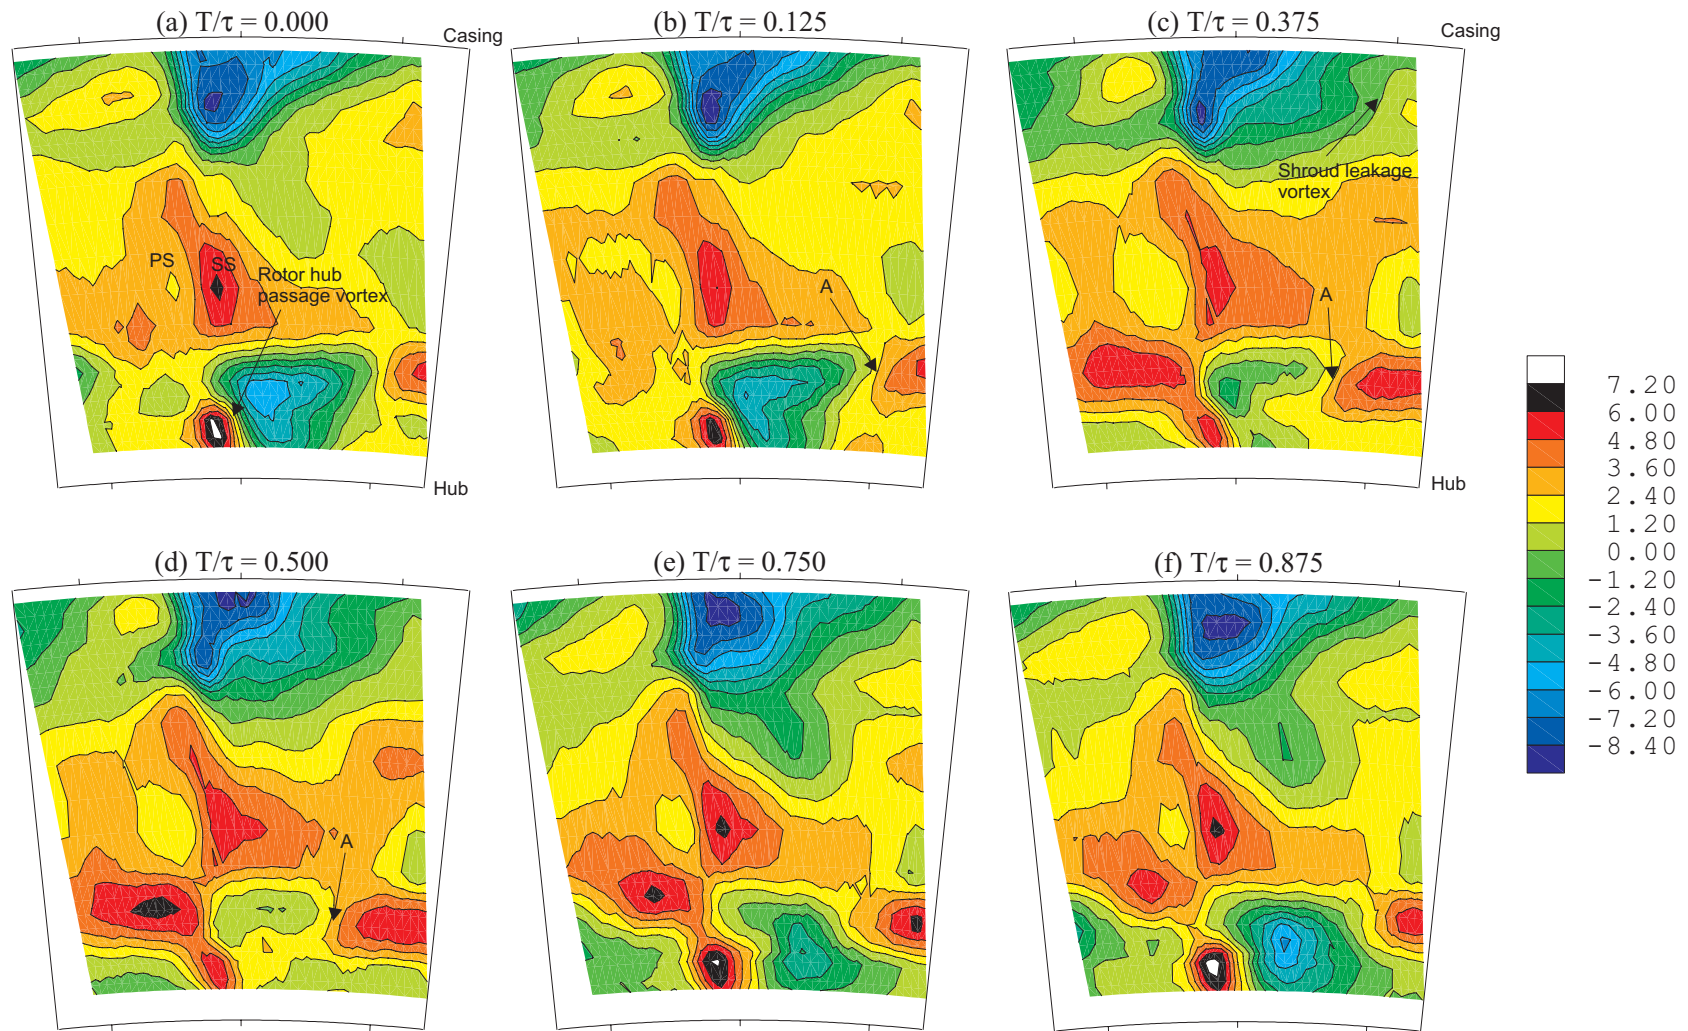 (a) T/τ = 0.000
(b) T/τ = 0.125
(c) T/τ = 0.375
Casing
Casing
Shroud leakage
vortex
PS
SS
Rotor hub
passage vortex
A
A
Hub
Hub
(d) T/τ = 0.500
(e) T/τ = 0.750
(f) T/τ = 0.875
A
7.20
6.00
4.80
3.60
2.40
1.20
0.00
-1.20
-2.40
-3.60
-4.80
-6.00
-7.20
-8.40